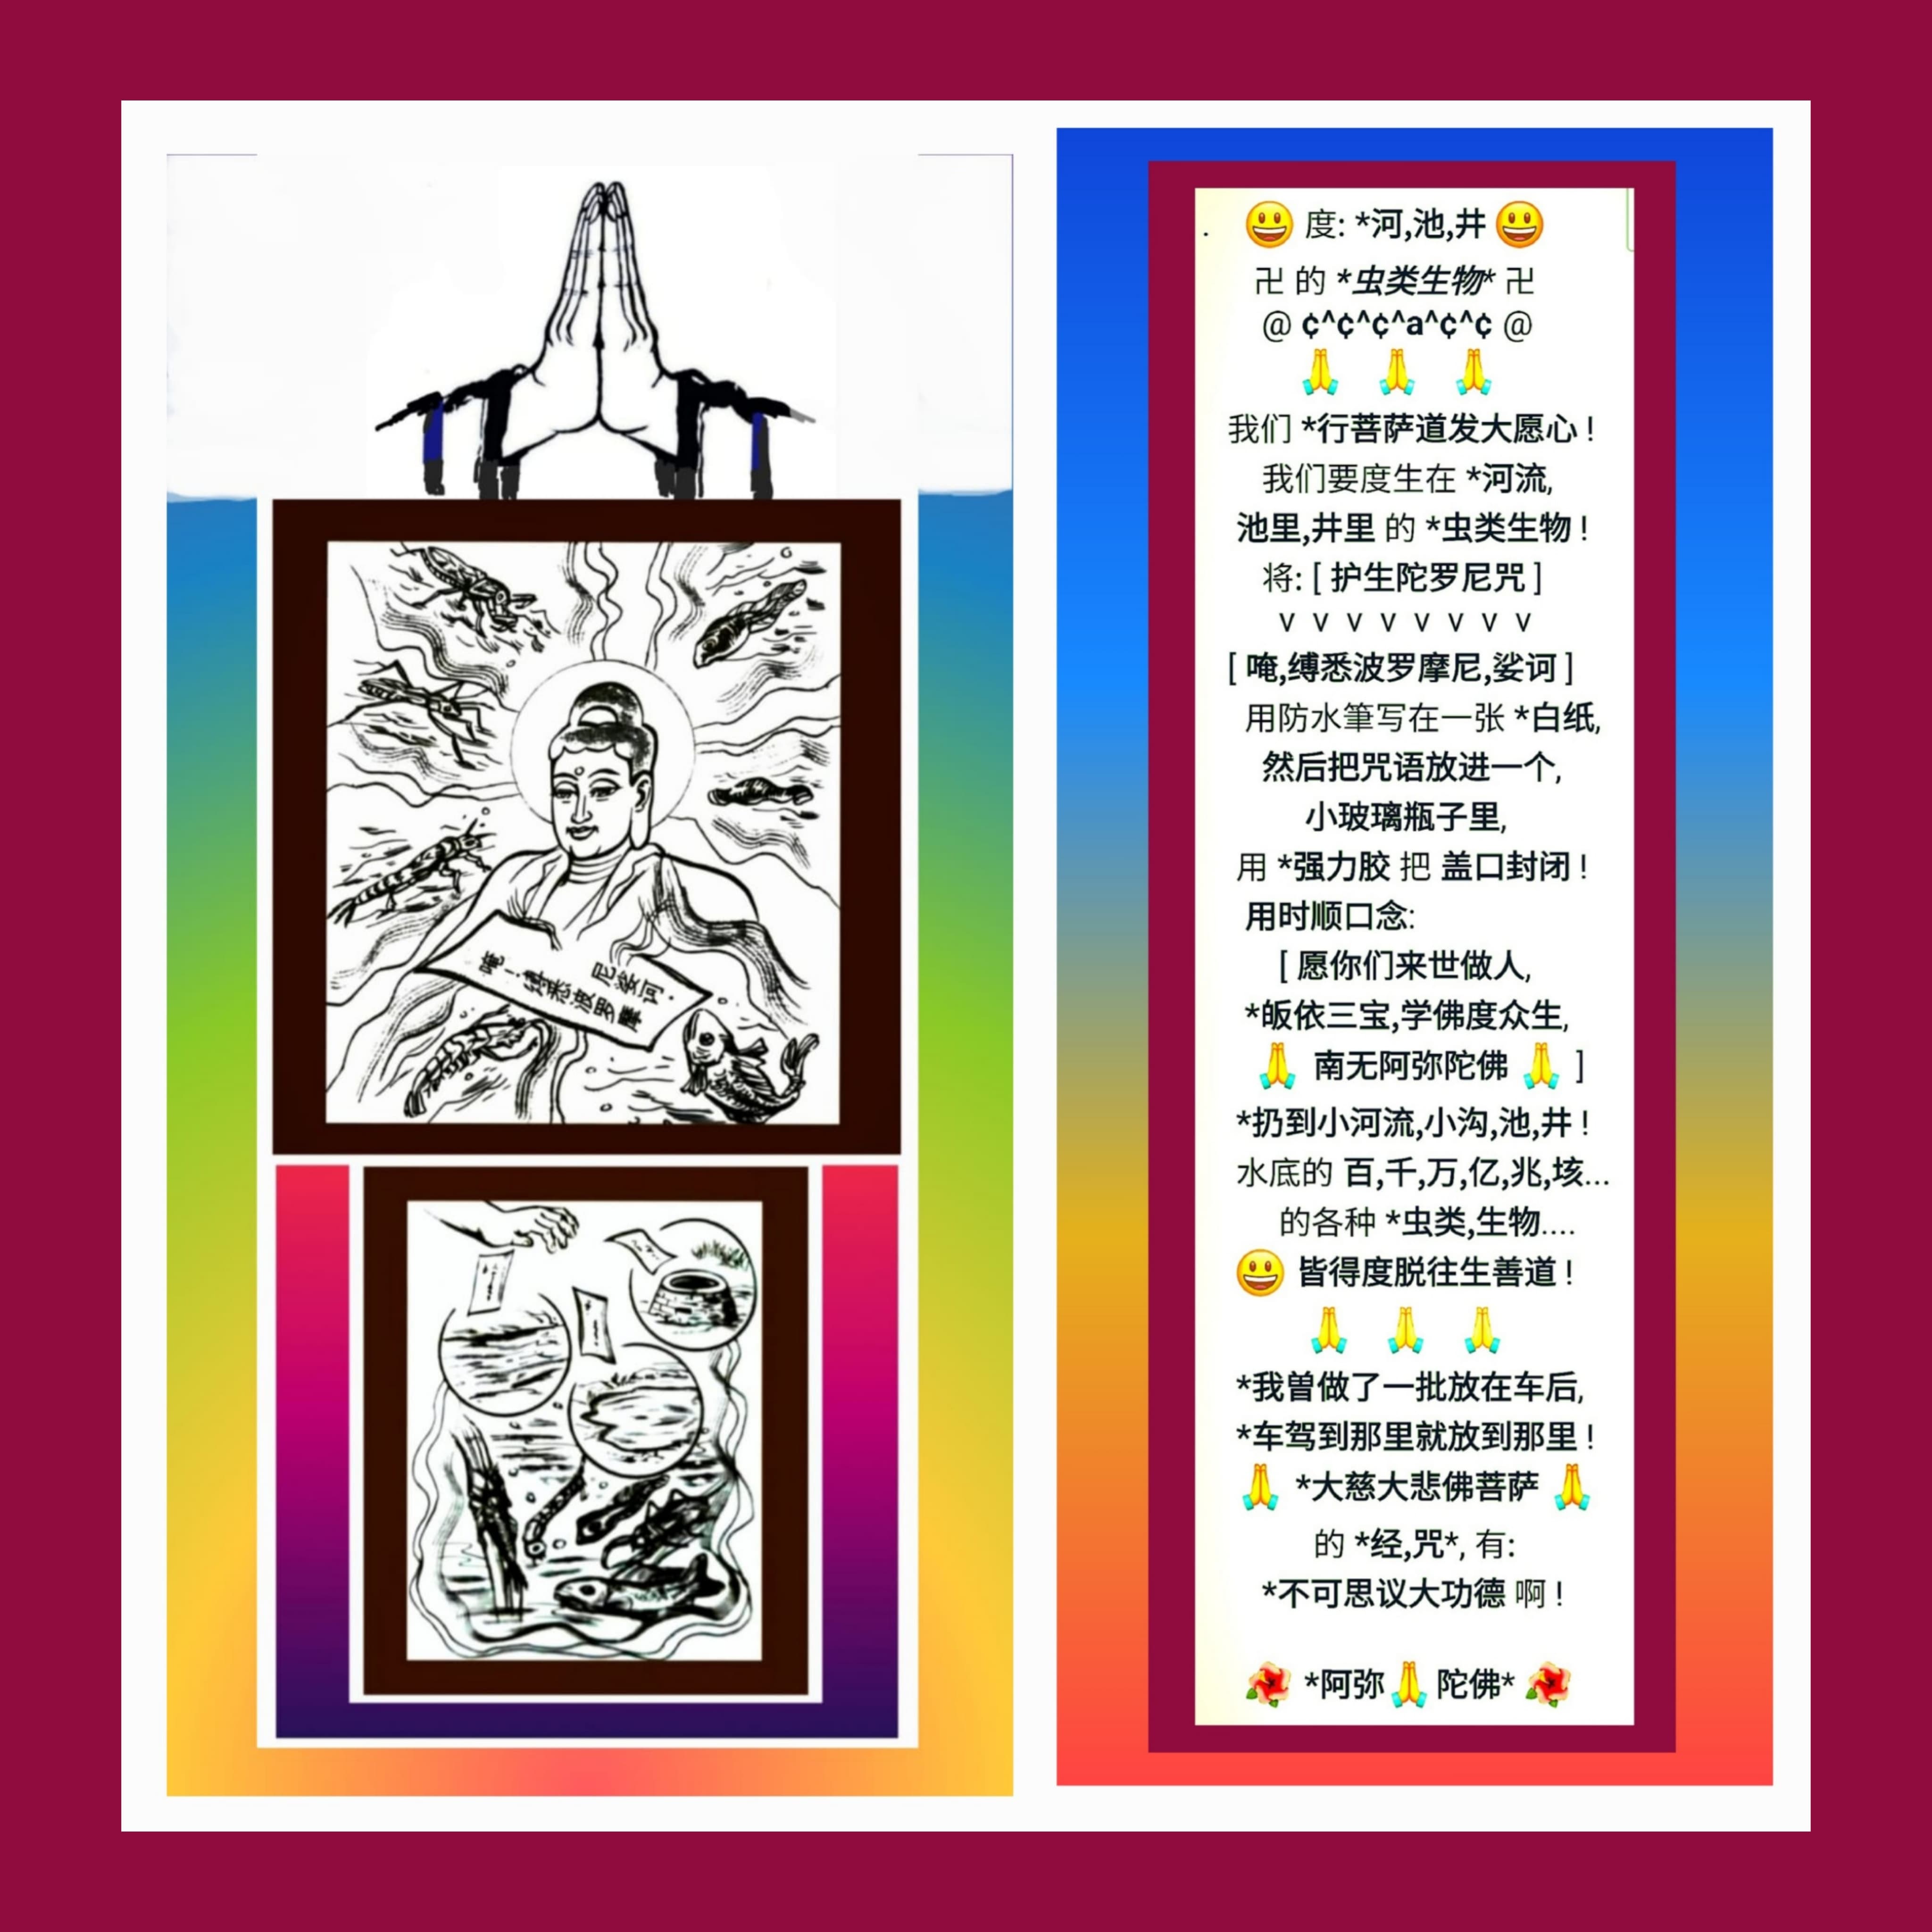 唵！缚悉波罗摩
尼娑诃.
. 😃 度: *河,池,井 😃
卍 的 *虫类生物* 卍
@ ¢^¢^¢^a^¢^¢ @
🙏 🙏 🙏
我们 *行菩萨道发大愿心 !
我们要度生在 *河流,
池里,井里 的 *虫类生物 !
将: [ 护生陀罗尼咒 ]
v v v v v v v v
[ 唵,缚悉波罗摩尼,娑诃 ]
用防水筆写在一张 *白纸,
然后把咒语放进一个,
小玻璃瓶子里,
用 *强力胶 把 盖口封闭 !
用时顺口念:
[ 愿你们来世做人,
*皈依三宝,学佛度众生,
🙏 南无阿弥陀佛 🙏 ]
*扔到小河流,小沟,池,井 !
水底的 百,千,万,亿,兆,垓...
的各种 *虫类,生物....
😃 皆得度脱往生善道 !
🙏 🙏 🙏
*我曾做了一批放在车后,
*车驾到那里就放到那里 !
🙏 *大慈大悲佛菩萨 🙏
的 *经,咒*, 有:
*不可思议大功德 啊 !
🌺 *阿弥🙏陀佛* 🌺